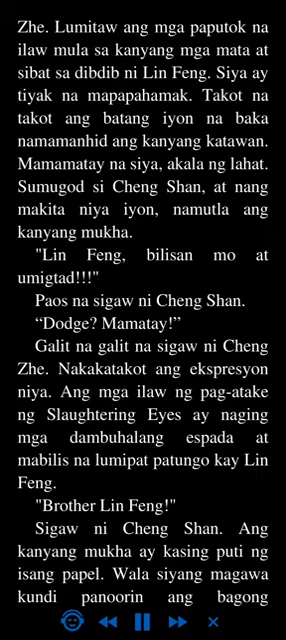 Zhe. Lumitaw ang mga paputok na
ilaw mula sa kanyang mga mata at
sibat sa dibdib ni Lin Feng. Siya ay
tiyak na mapapahamak. Takot na
takot ang batang iyon na baka
namamanhid ang kanyang katawan.
Mamamatay na siya, akala ng lahat.
Sumugod si Cheng Shan, at nang
makita niya iyon, namutla ang
kanyang mukha.
"Lin Feng, bilisan mo at
umigtad!!!"
Paos na sigaw ni Cheng Shan.
“Dodge? Mamatay!”
Galit na galit na sigaw ni Cheng
Zhe. Nakakatakot ang ekspresyon
niya. Ang mga ilaw ng pag-atake
ng Slaughtering Eyes ay naging
mga dambuhalang espada at
mabilis na lumipat patungo kay Lin
Feng.
"Brother Lin Feng!"
Sigaw ni Cheng Shan. Ang
kanyang mukha ay kasing puti ng
isang papel. Wala siyang magawa
kundi panoorin ang bagong